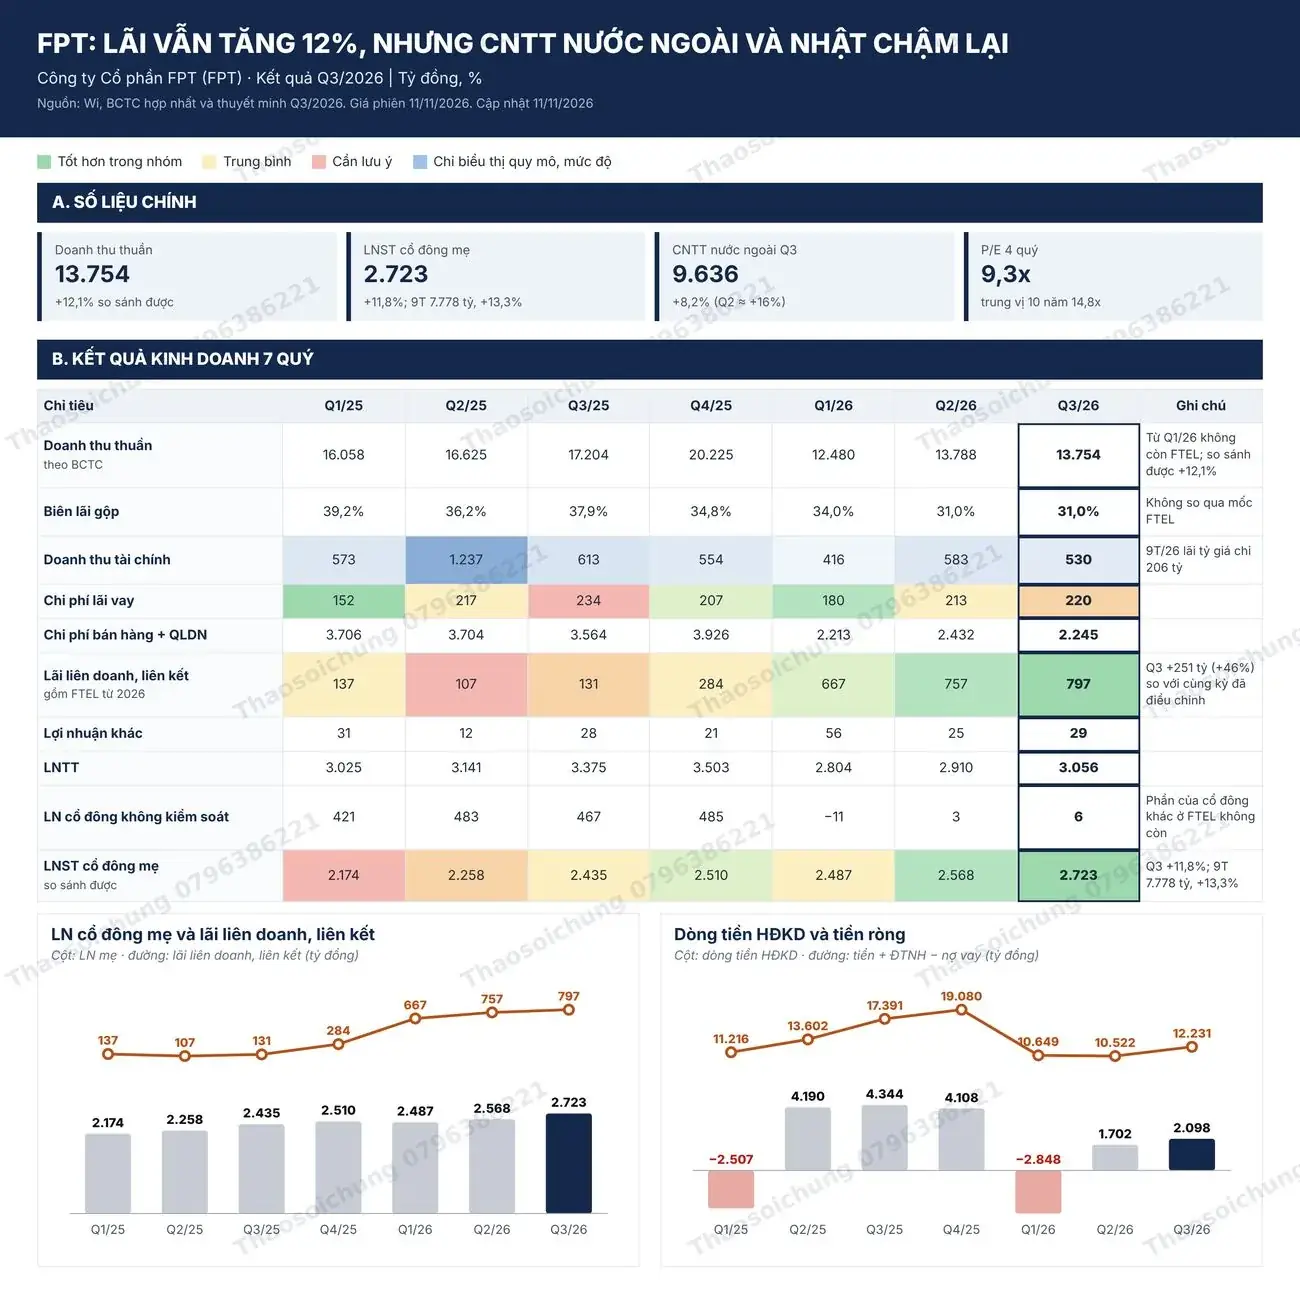 FPT: LÃI VẪN TĂNG 12%, NHƯNG CNTT NƯỚC NGOÀI VÀ NHẬT CHẬM LẠI
Công ty Cổ phần FPT (FPT) · Kết quả Q3/2026 | Tỷ đồng, %
Nguồn: Wi, BCTC hợp nhất và thuyết minh Q3/2026. Giá phiên 11/11/2026. Cập nhật 11/11/2026
Tốt hơn trong nhóm Trung bình Cần lưu ý Chỉ biểu thị quy mô, mức độ
A. SỐ LIỆU CHÍNH
Doanh thu thuần
13.754
+12,1% so sánh được
LNST cổ đông mẹ
2.723
+11,8%; 9T 7.778 tỷ, +13,3%
CNTT nước ngoài Q3
9.636
+8,2% (Q2 ≈ +16%)
P/E 4 quý
9,3x
trung vị 10 năm 14,8x
B. KẾT QUẢ KINH DOANH 7 QUÝ
Chỉ tiêu Q1/25 Q2/25 Q3/25 Q4/25 Q1/26 Q2/26 Q3/26 Ghi chú
Doanh thu thuần
theo BCTC
16.058 16.625 17.204 20.225 12.480 13.788 13.754
Từ Q1/26 không
còn FTEL; so sánh
được +12,1%
Biên lãi gộp 39,2% 36,2% 37,9% 34,8% 34,0% 31,0% 31,0%
Không so qua mốc
FTEL
Doanh thu tài chính 573 1.237 613 554 416 583 530
9T/26 lãi tỷ giá chỉ
206 tỷ
Chi phí lãi vay 152 217 234 207 180 213 220
Chi phí bán hàng + QLDN 3.706 3.704 3.564 3.926 2.213 2.432 2.245
Lãi liên doanh, liên kết
gồm FTEL từ 2026
137 107 131 284 667 757 797
Q3 +251 tỷ (+46%)
so với cùng kỳ đã
điều chỉnh
Lợi nhuận khác 31 12 28 21 56 25 29
LNTT 3.025 3.141 3.375 3.503 2.804 2.910 3.056
LN cổ đông không kiểm soát 421 483 467 485 −11 3 6
Phần của cổ đông
khác ở FTEL không
còn
LNST cổ đông mẹ
so sánh được
2.174 2.258 2.435 2.510 2.487 2.568 2.723
Q3 +11,8%; 9T
7.778 tỷ, +13,3%
LN cổ đông mẹ và lãi liên doanh, liên kết
Cột: LN mẹ · đường: lãi liên doanh, liên kết (tỷ đồng)
137 107 131 284 667 757 797
2.174 2.258 2.435 2.510 2.487 2.568 2.723
Q1/25 Q2/25 Q3/25 Q4/25 Q1/26 Q2/26 Q3/26
Dòng tiền HĐKD và tiền ròng
Cột: dòng tiền HĐKD · đường: tiền + ĐTNH − nợ vay (tỷ đồng)
11.216 13.602 17.391 19.080 10.649 10.522 12.231
−2.507 4.190 4.344 4.108 −2.848 1.702 2.098
Q1/25 Q2/25 Q3/25 Q4/25 Q1/26 Q2/26 Q3/26
Thaosoichung 0796386221